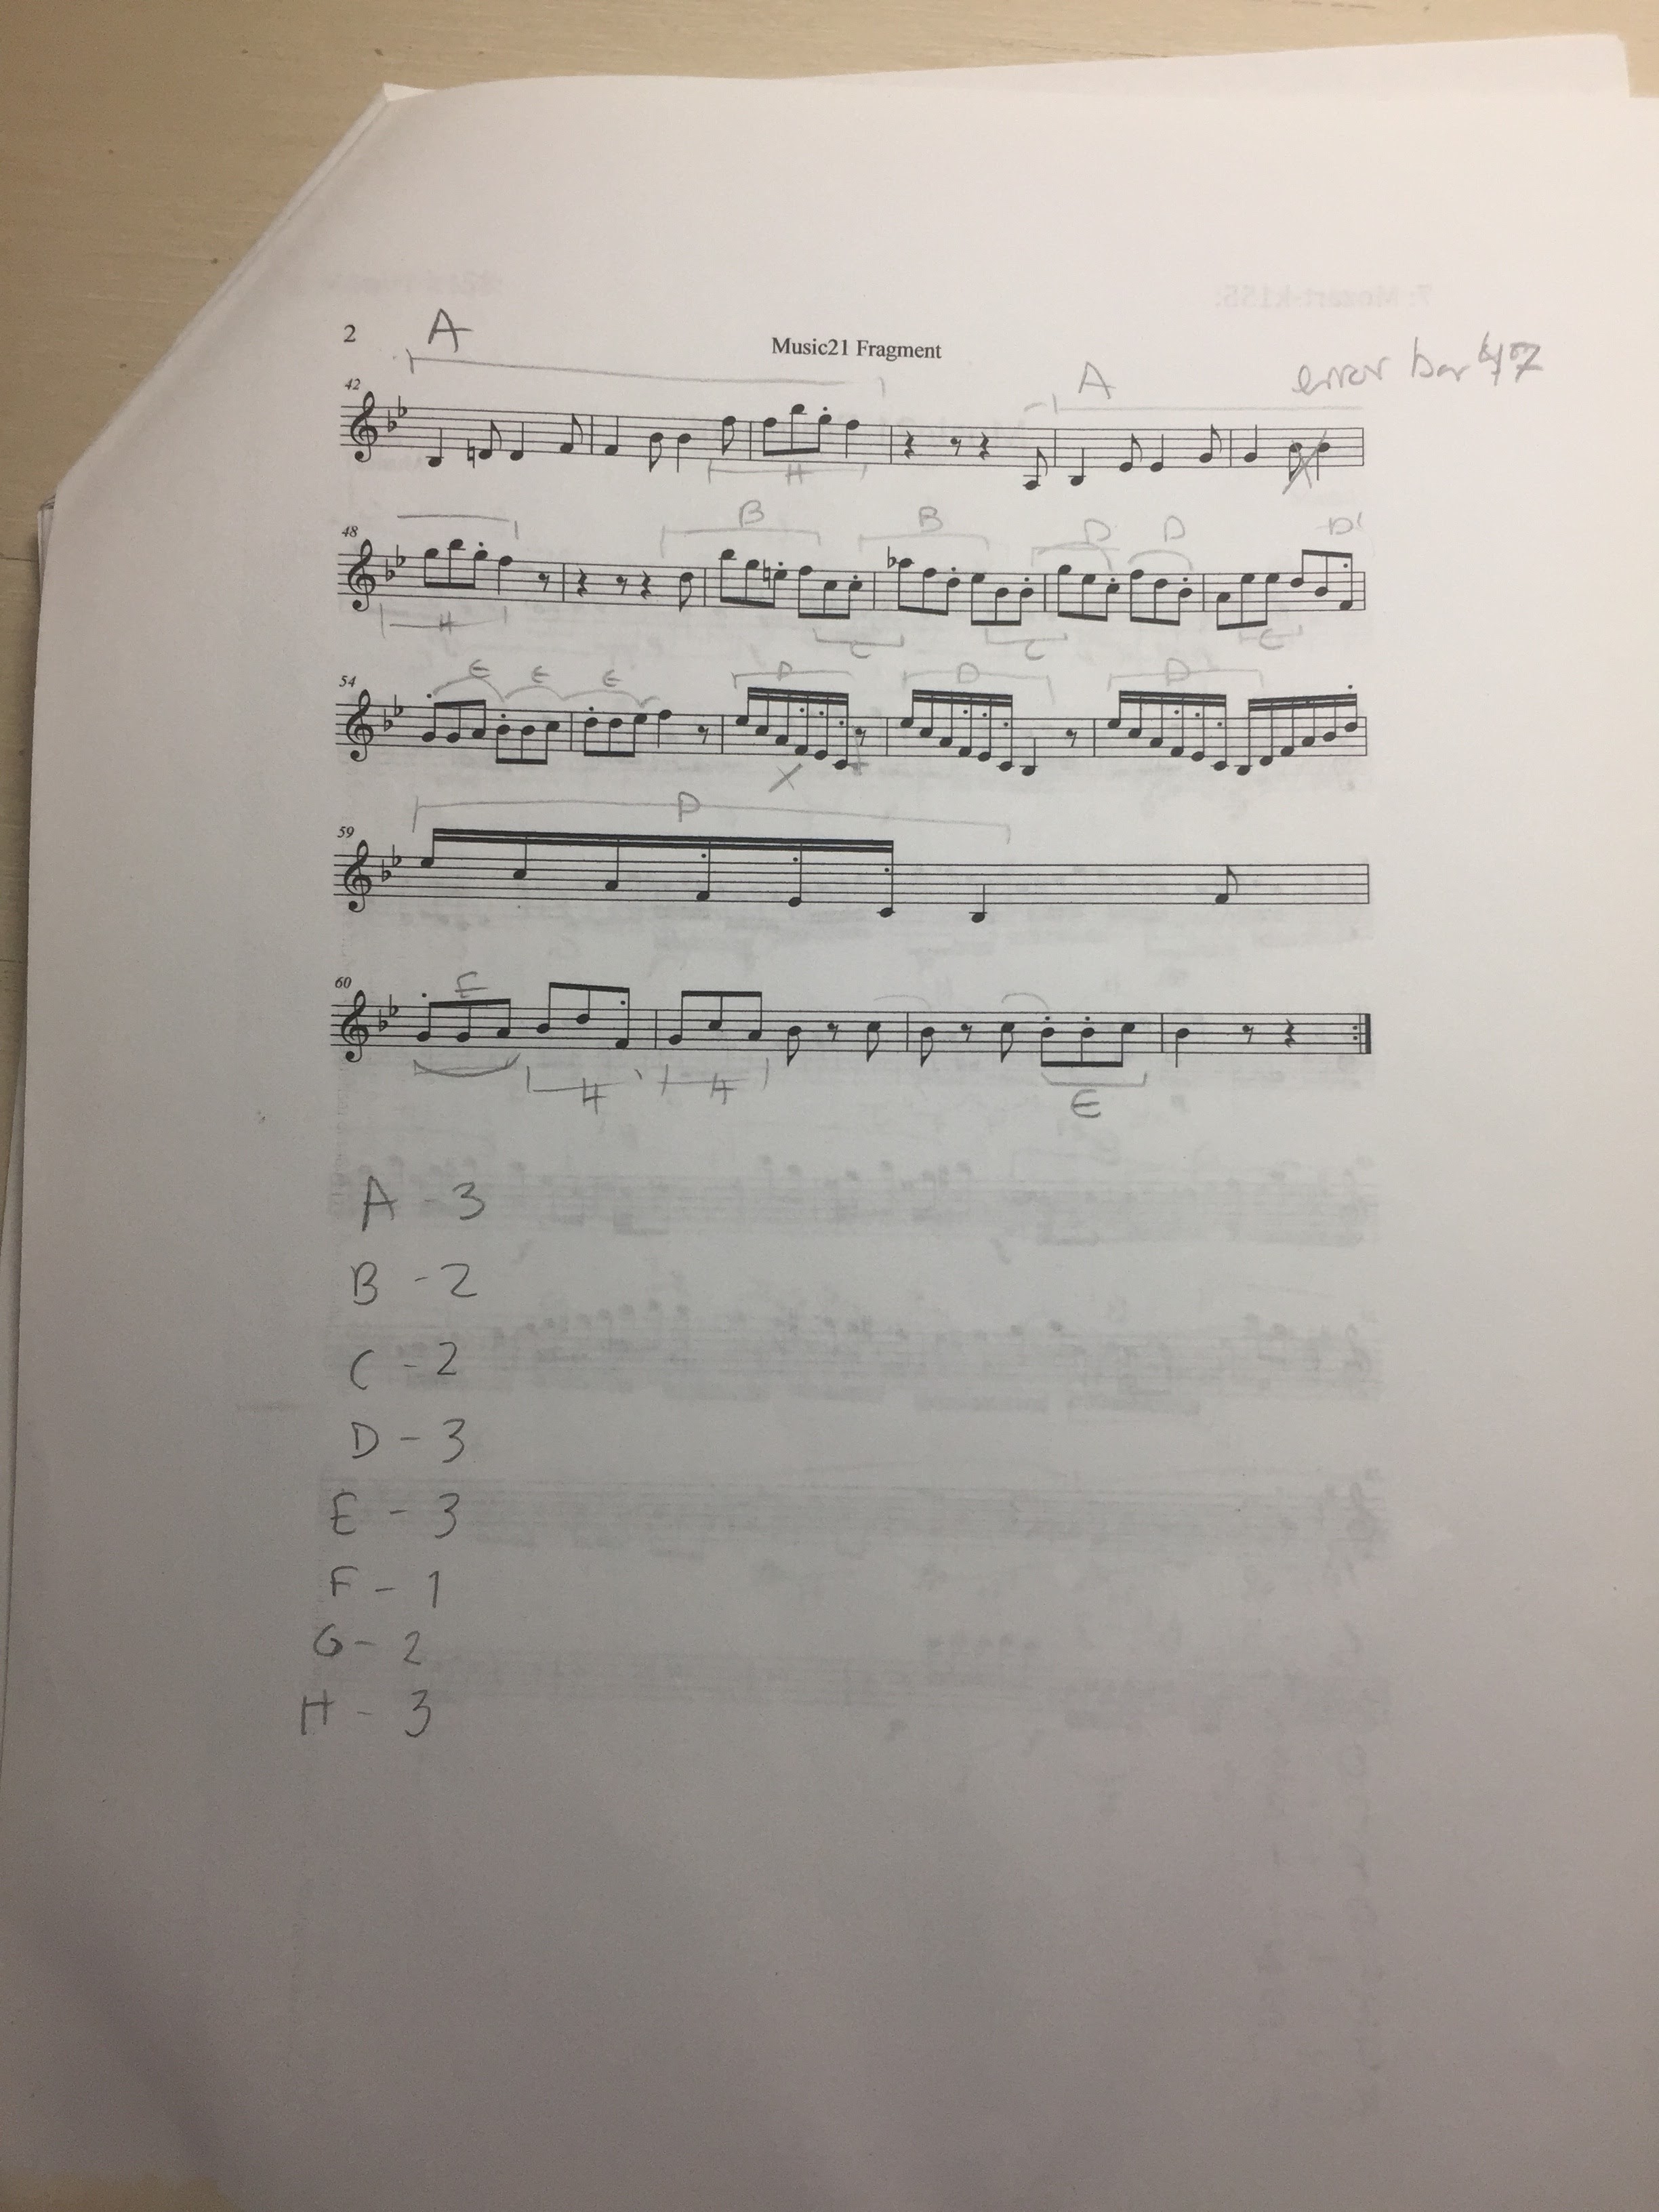 2
A
Music21 Fragment
error bar 47
42
A
H
48
B
B
D
D
D'
H
C
C
E
54
E
E
E
D
D
D
X
59
D
60
E
H
H
E
A - 3
B - 2
C - 2
D - 3
E - 3
F - 1
G - 2
H - 3